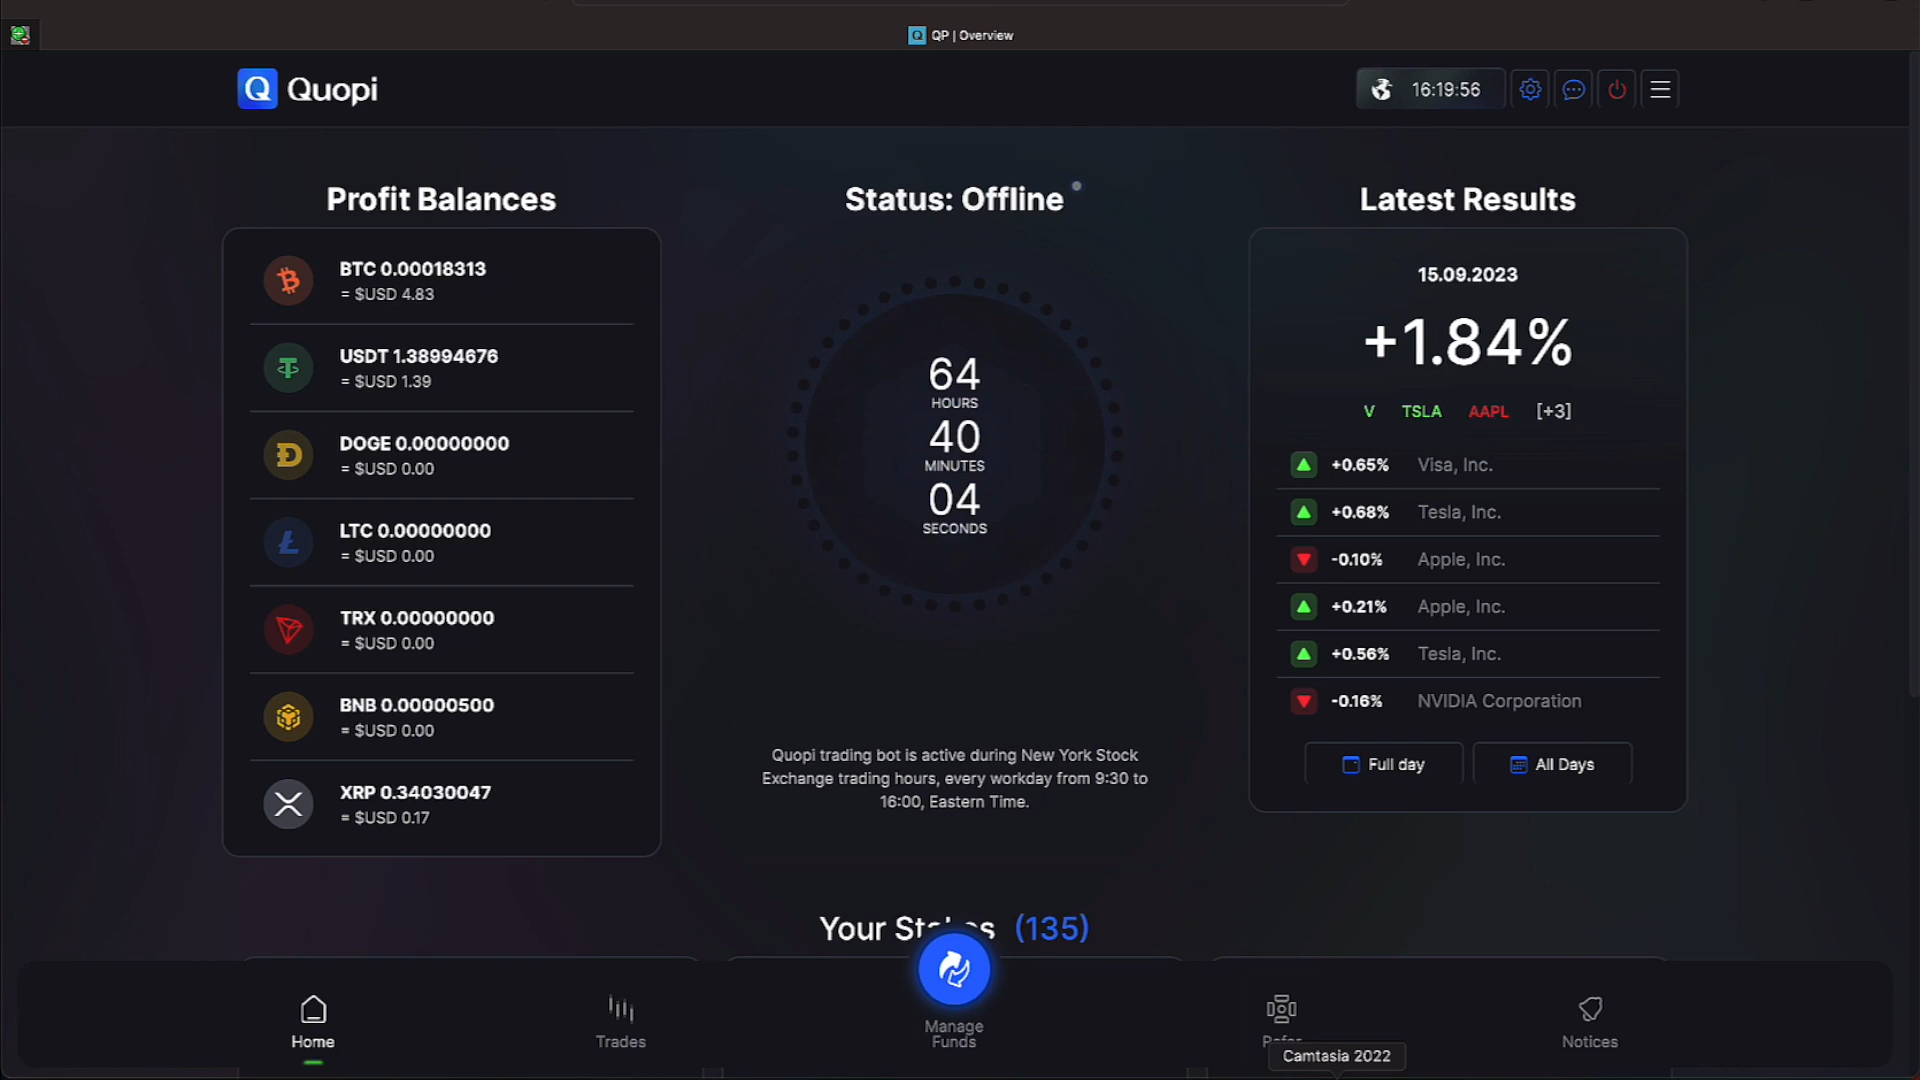 QP | Overview
Quopi
16:19:56
Profit Balances
BTC 0.00018313
= $USD 4.83
USDT 1.38994676
= $USD 1.39
DOGE 0.00000000
= $USD 0.00
LTC 0.00000000
= $USD 0.00
TRX 0.00000000
= $USD 0.00
BNB 0.00000500
= $USD 0.00
XRP 0.34030047
= $USD 0.17
Status: Offline
64
HOURS
40
MINUTES
04
SECONDS
Quopi trading bot is active during New York Stock
Exchange trading hours, every workday from 9:30 to
16:00, Eastern Time.
Latest Results
15.09.2023
+1.84%
V TSLA AAPL [+3]
+0.65% Visa, Inc.
+0.68% Tesla, Inc.
-0.10% Apple, Inc.
+0.21% Apple, Inc.
+0.56% Tesla, Inc.
-0.16% NVIDIA Corporation
Full day All Days
Your (135)
Home
Trades
Manage
Funds
Notices
Camtasia 2022